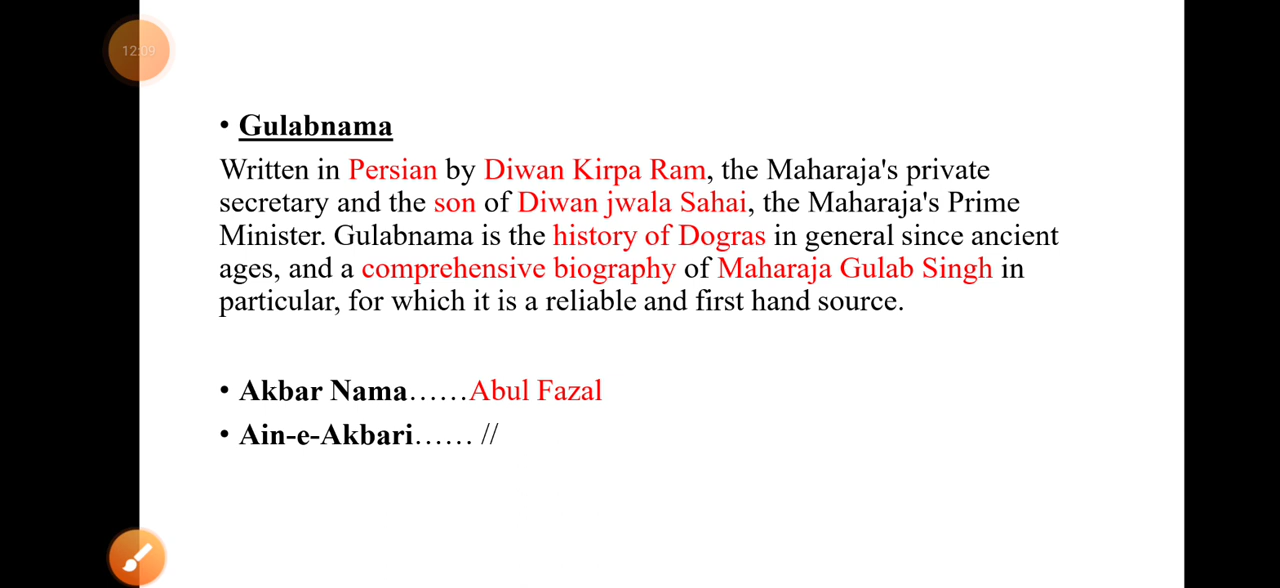 12:09
• Gulabnama
Written in Persian by Diwan Kirpa Ram, the Maharaja's private
secretary and the son of Diwan jwala Sahai, the Maharaja's Prime
Minister. Gulabnama is the history of Dogras in general since ancient
ages, and a comprehensive biography of Maharaja Gulab Singh in
particular, for which it is a reliable and first hand source.
• Akbar Nama......Abul Fazal
• Ain-e-Akbari...... //